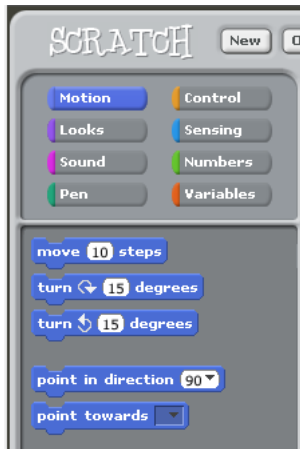 SCRATCH New
Motion Control
Looks Sensing
Sound Numbers
Pen Variables
move 10 steps
turn 15 degrees
turn 15 degrees
point in direction 90
point towards